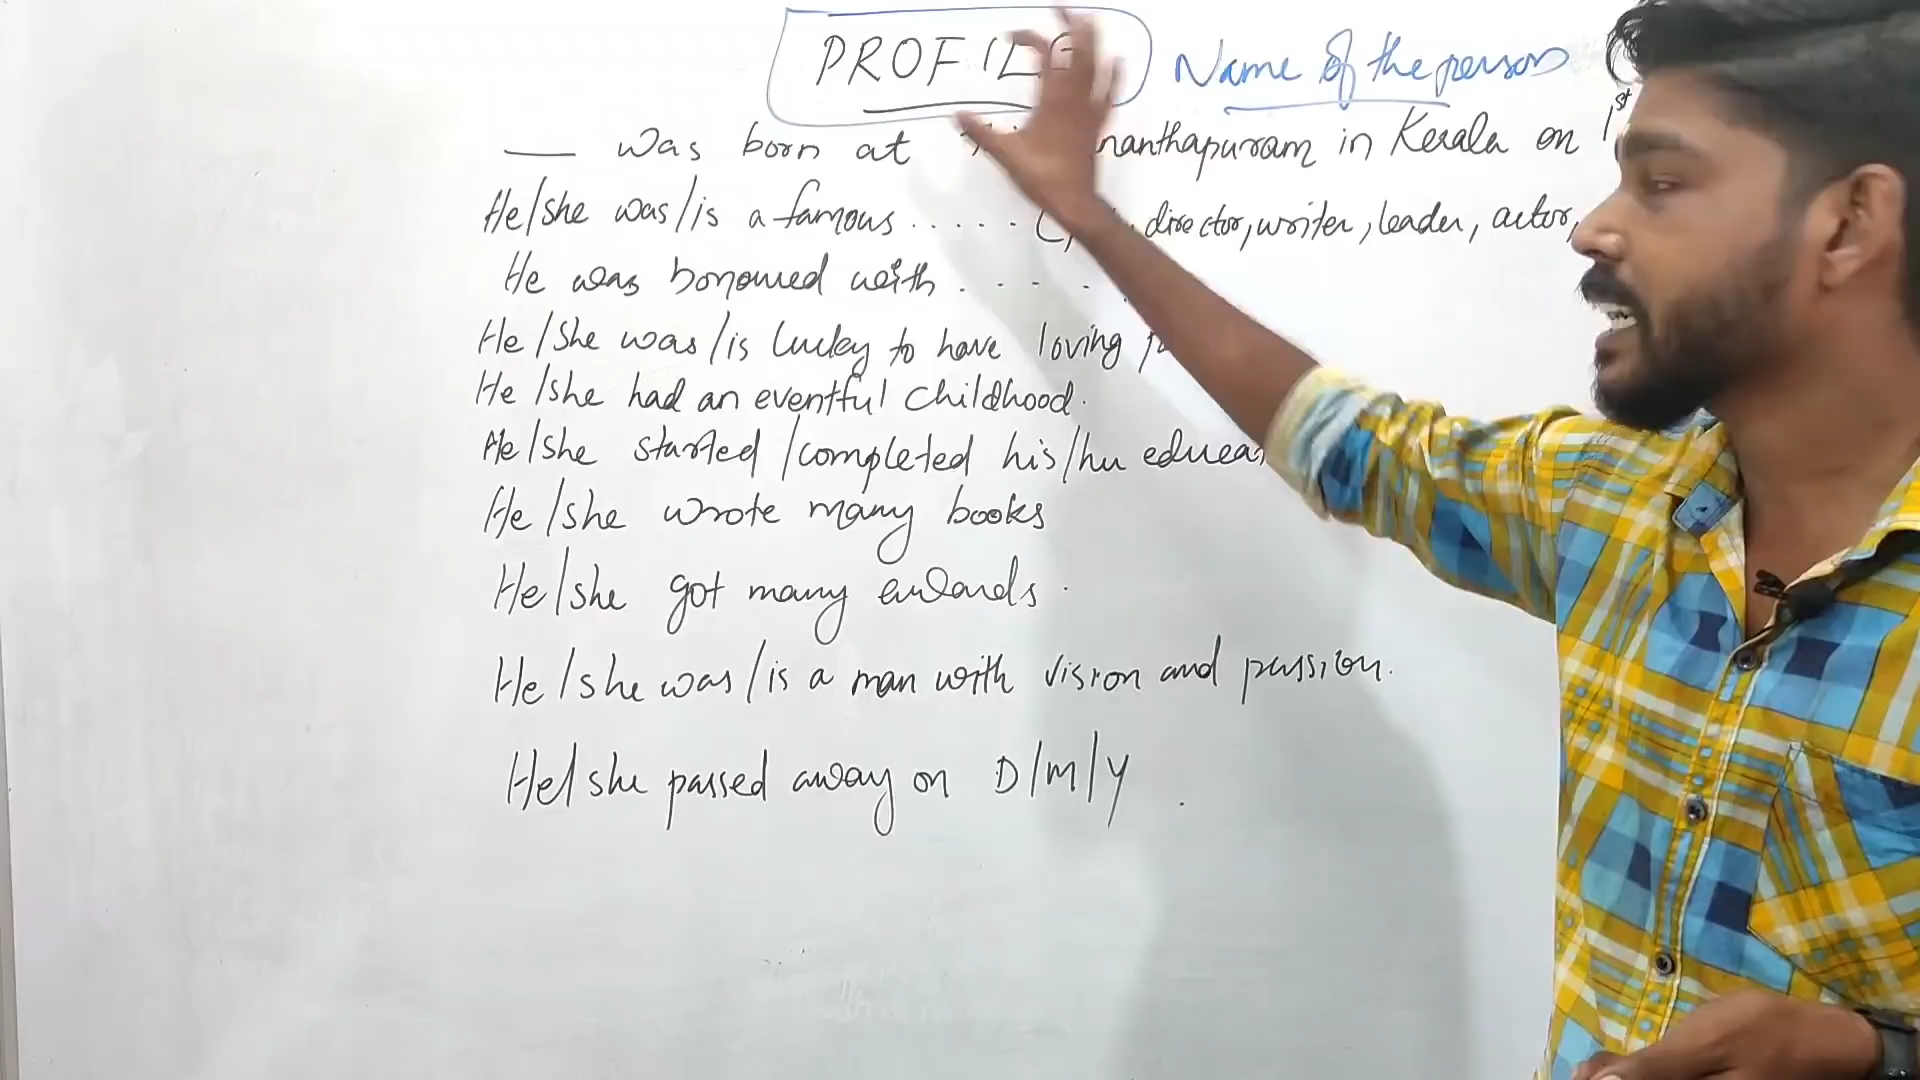 PROFILE Name of the person
was born at nanthapuram in Kerala on 1st
He/she was/is a famous ..... ( director, writer, leader, actor,
He was honoured with . . . . .
He/She was/is lucky to have loving
He/she had an eventful childhood.
He/she started/completed his/her
He/she wrote many books
He/she got many awards.
He/she was/is a man with vision and passion.
He/she passed away on D/M/Y.